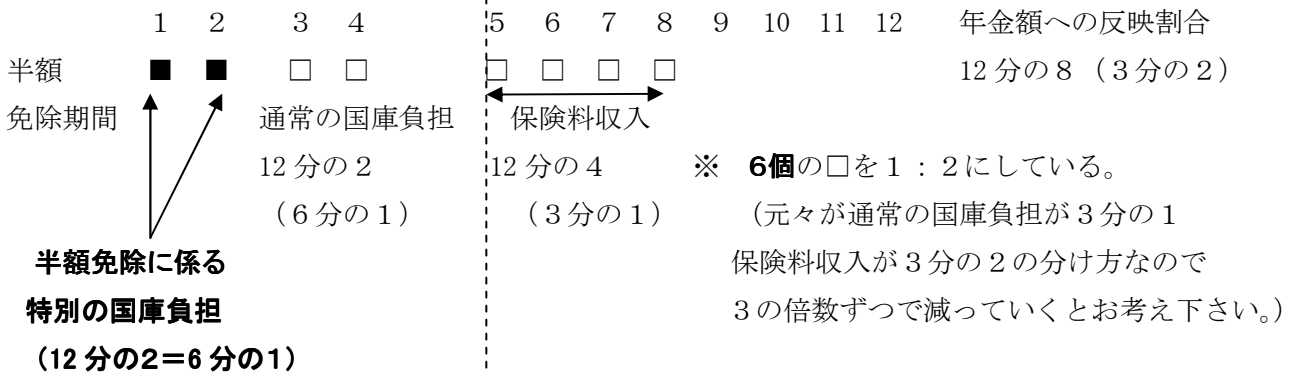 1 2 3 4 5 6 7 8 9 10 11 12 年金額への反映割合
半額 ■ ■ □ □ □ □ □ □ 12分の8（3分の2）
免除期間 通常の国庫負担 保険料収入
12分の2 12分の4 ※ 6個の□を1：2にしている。
（6分の1） （3分の1） （元々が通常の国庫負担が3分の1
半額免除に係る 保険料収入が3分の2の分け方なので
特別の国庫負担 3の倍数ずつで減っていくとお考え下さい。）
（12分の2＝6分の1）